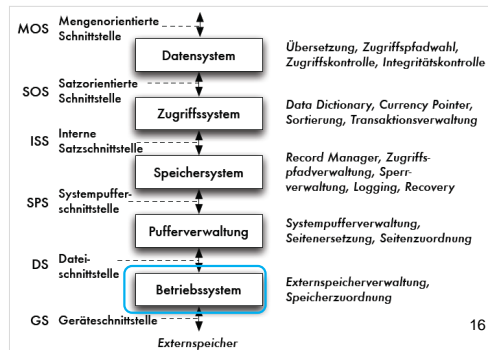 MOS Mengenorientierte
Schnittstelle
Datensystem
Übersetzung, Zugriffspfadwahl,
Zugriffskontrolle, Integritätskontrolle
SOS Satzorientierte
Schnittstelle
Zugriffssystem
Data Dictionary, Currency Pointer,
Sortierung, Transaktionsverwaltung
ISS Interne
Satzschnittstelle
Speichersystem
Record Manager, Zugriffs-
pfadverwaltung, Sperr-
verwaltung, Logging, Recovery
SPS Systempuffer-
schnittstelle
Pufferverwaltung
Systempufferverwaltung,
Seitenersetzung, Seitenzuordnung
DS Datei-
schnittstelle
Betriebssystem
Externspeicherverwaltung,
Speicherzuordnung
GS Geräteschnittstelle
Externspeicher
16